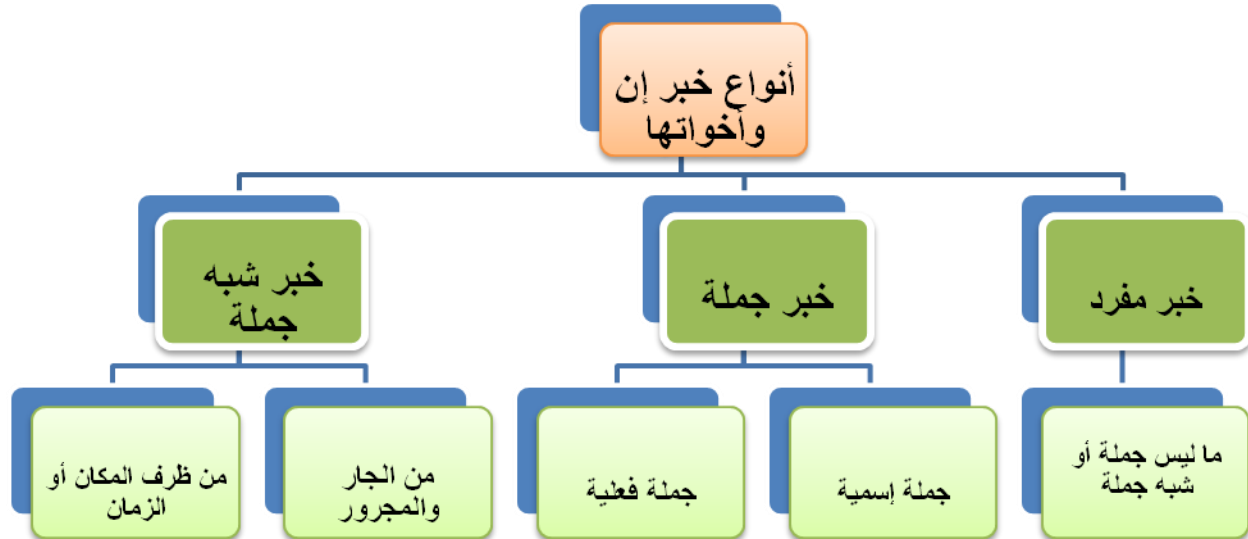 أنواع خبر إن
وأخواتها
خبر مفرد
خبر جملة
خبر شبه
جملة
ما ليس جملة أو
شبه جملة
جملة إسمية
جملة فعلية
من الجار
والمجرور
من ظرف المكان أو
الزمان